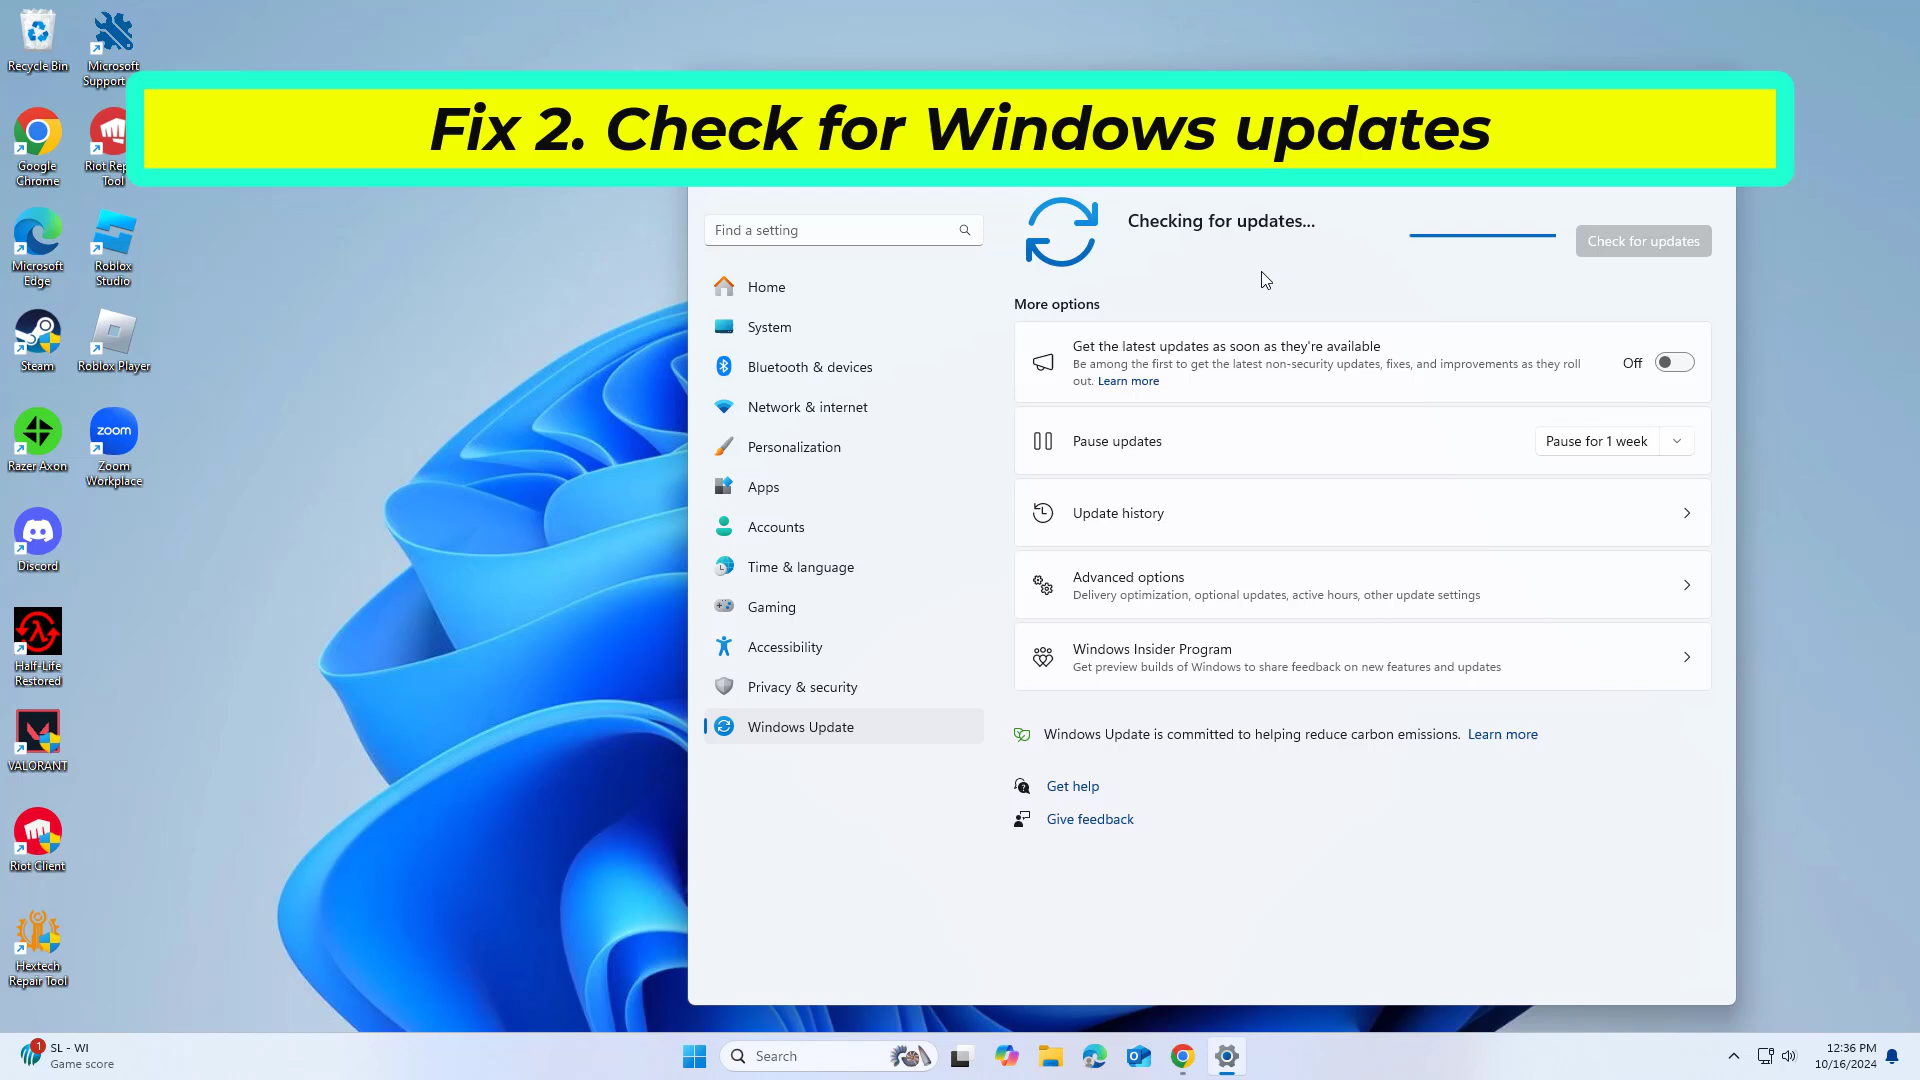 Recycle Bin
Microsoft
Support
Fix 2. Check for Windows updates
Google
Chrome
Riot Rep
Tool
Microsoft
Edge
Roblox
Studio
Steam
Roblox Player
Razer Axon
zoom
Zoom
Workplace
Discord
Half-Life
Restored
VALORANT
Riot Client
Hextech
Repair Tool
Find a setting
Home
System
Bluetooth & devices
Network & internet
Personalization
Apps
Accounts
Time & language
Gaming
Accessibility
Privacy & security
Windows Update
Checking for updates...
Check for updates
More options
Get the latest updates as soon as they're available
Be among the first to get the latest non-security updates, fixes, and improvements as they roll
out. Learn more
Off
Pause updates
Pause for 1 week
Update history
Advanced options
Delivery optimization, optional updates, active hours, other update settings
Windows Insider Program
Get preview builds of Windows to share feedback on new features and updates
Windows Update is committed to helping reduce carbon emissions. Learn more
Get help
Give feedback
1
SL - WI
Game score
Search
12:36 PM
10/16/2024